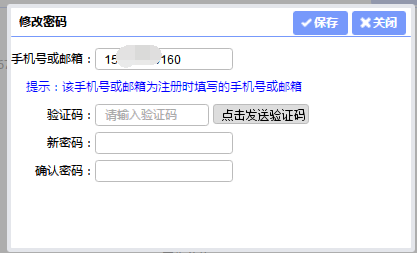 修改密码 保存 关闭
手机号或邮箱： 15 160
提示：该手机号或邮箱为注册时填写的手机号或邮箱
验证码： 请输入验证码 点击发送验证码
新密码：
确认密码：